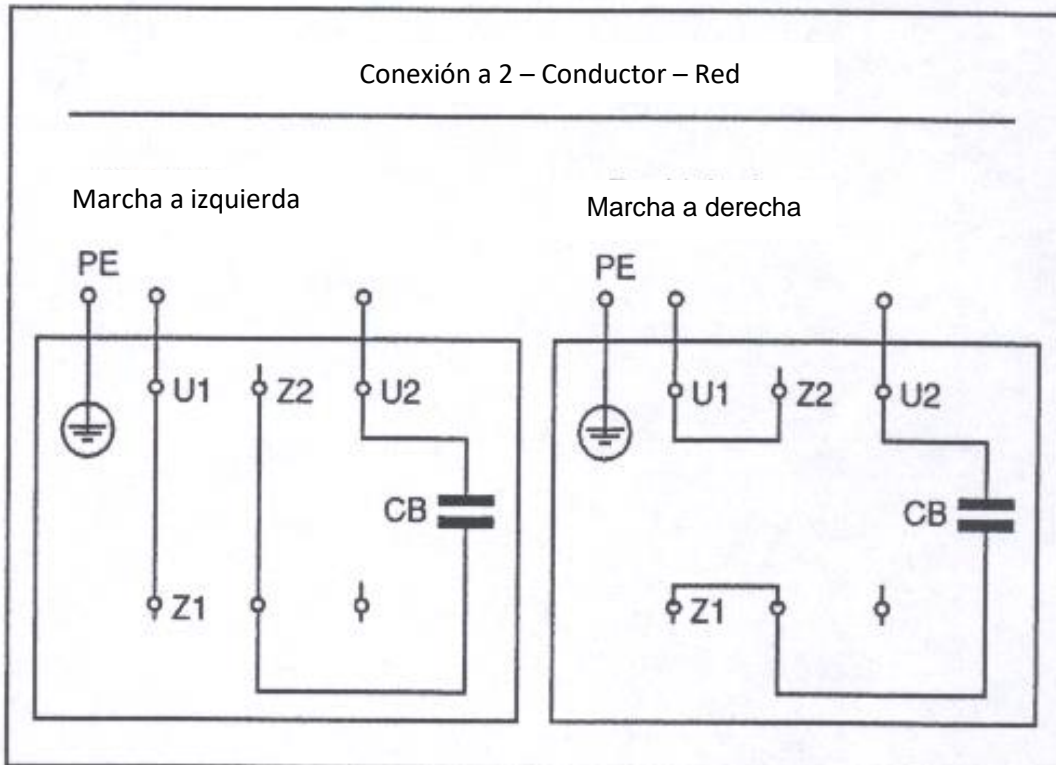 Conexión a 2 – Conductor – Red
Marcha a izquierda
Marcha a derecha
PE
PE
U1 Z2 U2
U1 Z2 U2
CB
CB
Z1
Z1